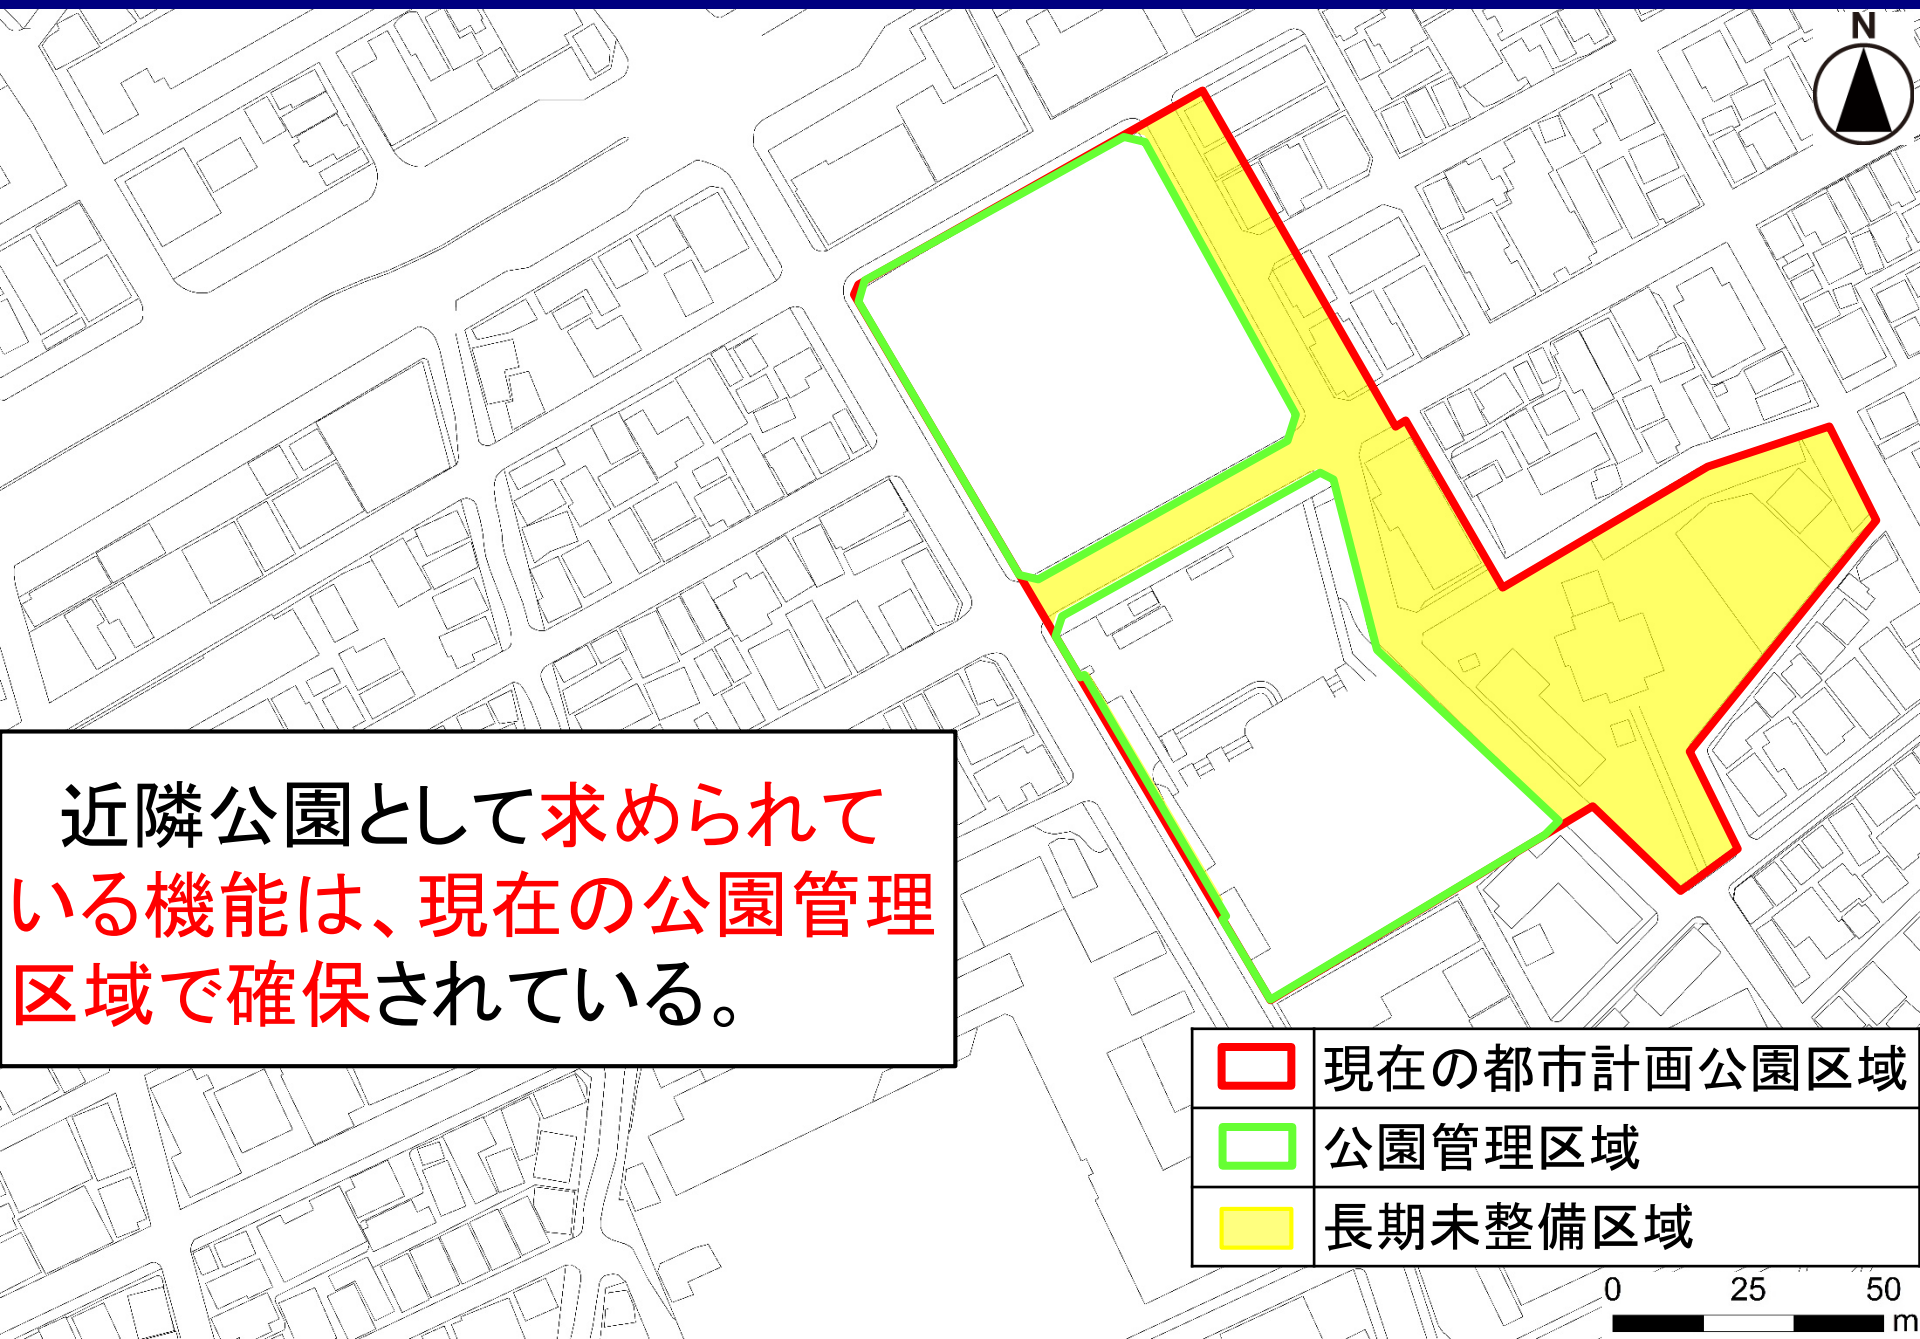 N
近隣公園として求められて
いる機能は、現在の公園管理
区域で確保されている。
現在の都市計画公園区域
公園管理区域
長期未整備区域
0 25 50
m